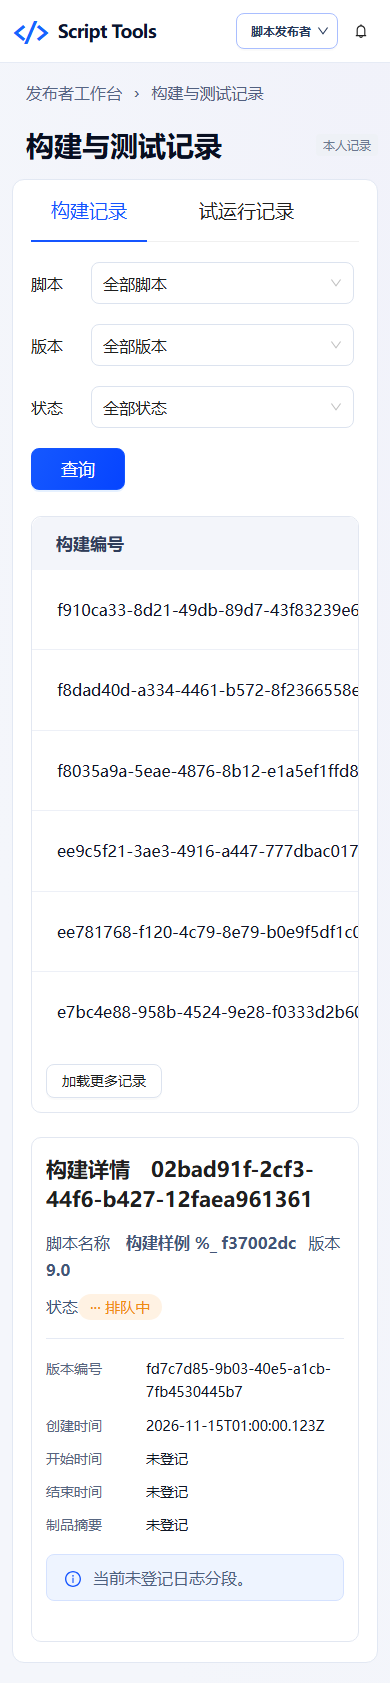 Script Tools
脚本发布者
发布者工作台 › 构建与测试记录
构建与测试记录
本人记录
构建记录
试运行记录
脚本 全部脚本
版本 全部版本
状态 全部状态
查询
构建编号
f910ca33-8d21-49db-89d7-43f83239e6
f8dad40d-a334-4461-b572-8f2366558e
f8035a9a-5eae-4876-8b12-e1a5ef1ffd8
ee9c5f21-3ae3-4916-a447-777dbac017
ee781768-f120-4c79-8e79-b0e9f5df1c0
e7bc4e88-958b-4524-9e28-f0333d2b60
加载更多记录
构建详情 02bad91f-2cf3-
44f6-b427-12faea961361
脚本名称 构建样例 %_ f37002dc 版本
9.0
状态 ··· 排队中
版本编号 fd7c7d85-9b03-40e5-a1cb-
7fb4530445b7
创建时间 2026-11-15T01:00:00.123Z
开始时间 未登记
结束时间 未登记
制品摘要 未登记
当前未登记日志分段。